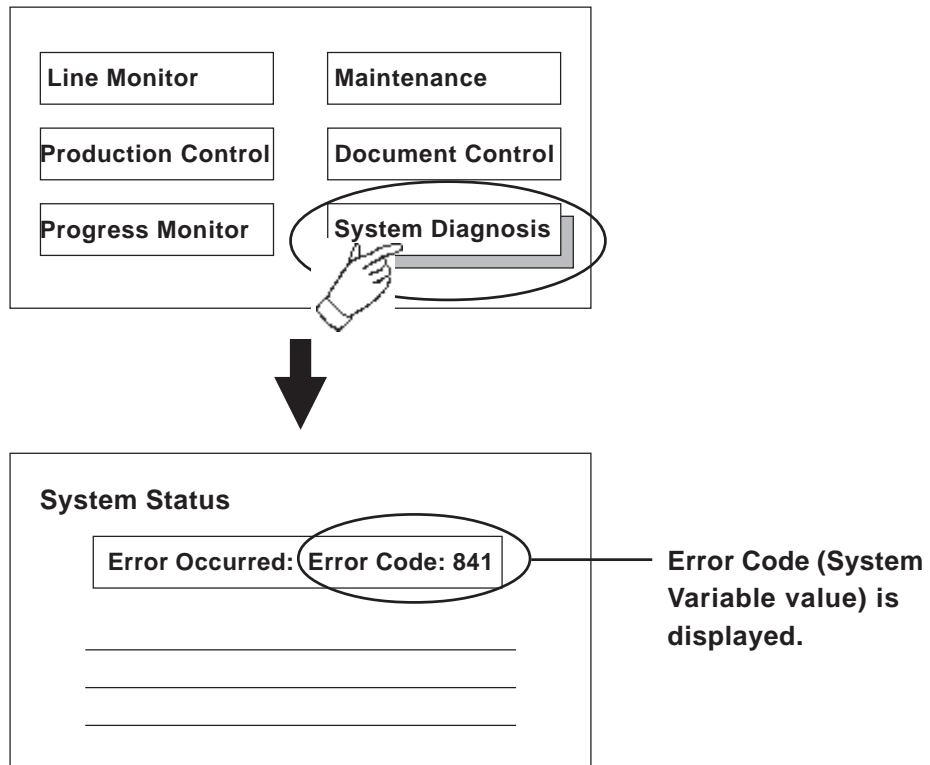 Line Monitor
Maintenance
Production Control
Document Control
Progress Monitor
System Diagnosis
System Status
Error Occurred: Error Code: 841
Error Code (System
Variable value) is
displayed.